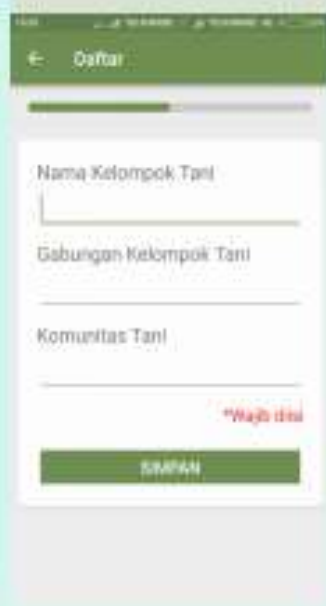 Daftar
Nama Kelompok Tani
Gabungan Kelompok Tani
Komunitas Tani
*Wajib diisi
SIMPAN